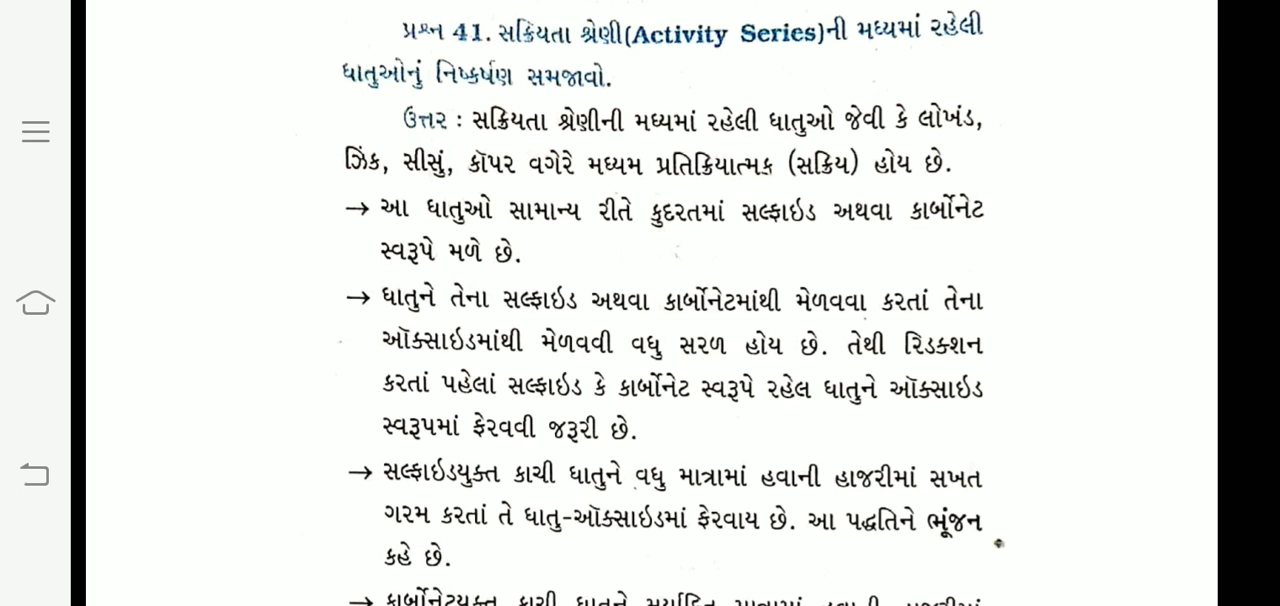 પ્રશ્ન 41. સક્રિયતા શ્રેણી(Activity Series)ની મધ્યમાં રહેલી
ધાતુઓનું નિષ્કર્ષણ સમજાવો.
ઉત્તર : સક્રિયતા શ્રેણીની મધ્યમાં રહેલી ધાતુઓ જેવી કે લોખંડ,
ઝિંક, સીસું, કૉપર વગેરે મધ્યમ પ્રતિક્રિયાત્મક (સક્રિય) હોય છે.
→ આ ધાતુઓ સામાન્ય રીતે કુદરતમાં સલ્ફાઇડ અથવા કાર્બોનેટ
સ્વરૂપે મળે છે.
→ ધાતુને તેના સલ્ફાઇડ અથવા કાર્બોનેટમાંથી મેળવવા કરતાં તેના
ઑક્સાઇડમાંથી મેળવવી વધુ સરળ હોય છે. તેથી રિડક્શન
કરતાં પહેલાં સલ્ફાઇડ કે કાર્બોનેટ સ્વરૂપે રહેલ ધાતુને ઑક્સાઇડ
સ્વરૂપમાં ફેરવવી જરૂરી છે.
→ સલ્ફાઇડયુક્ત કાચી ધાતુને વધુ માત્રામાં હવાની હાજરીમાં સખત
ગરમ કરતાં તે ધાતુ-ઑક્સાઇડમાં ફેરવાય છે. આ પદ્ધતિને ભૂંજન
કહે છે.
→ કાર્બોનેટયુક્ત કાચી ધાતુને મર્યાદિત માત્રામાં